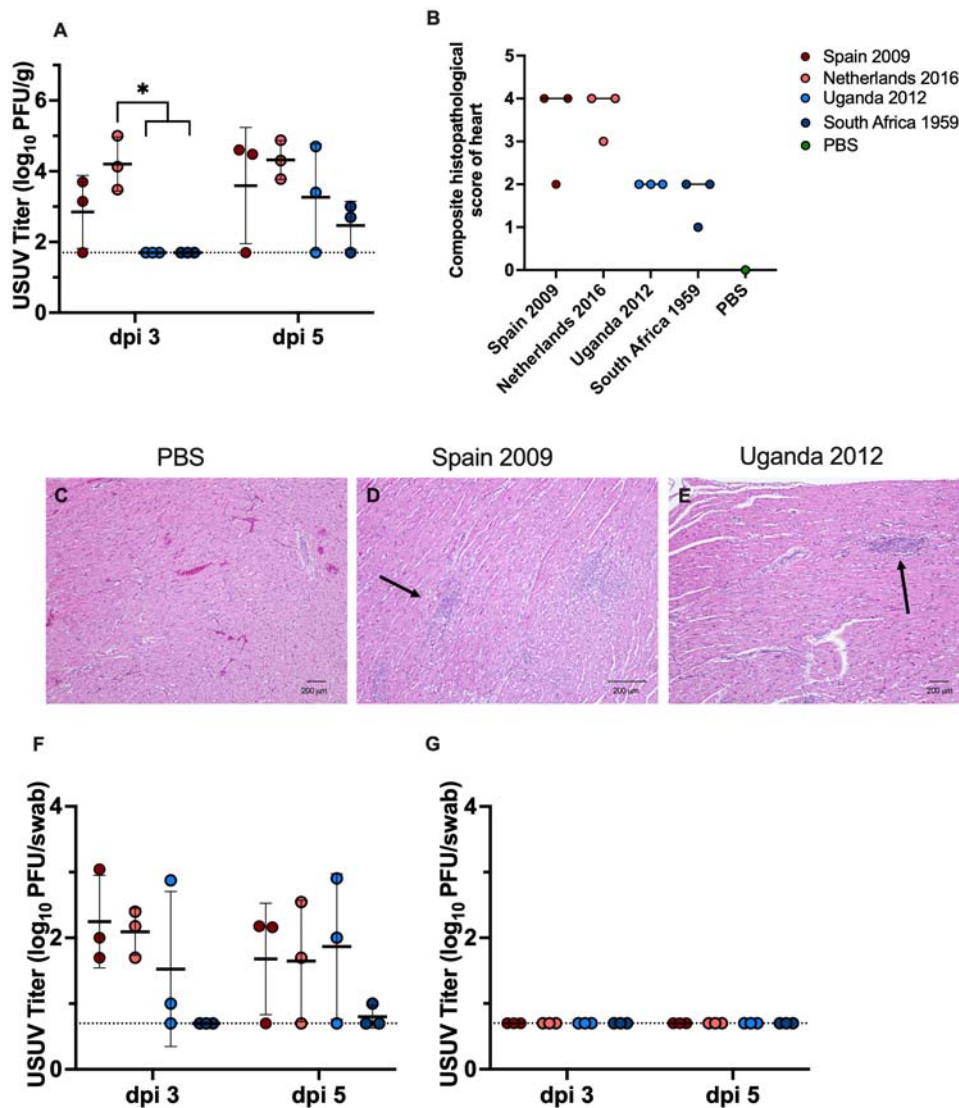 A
USUV Titer (log10 PFU/g)
6
4
2
0
*
dpi 3
dpi 5
B
Composite histopathological
score of heart
5
4
3
2
1
0
Spain 2009
Netherlands 2016
Uganda 2012
South Africa 1959
PBS
Spain 2009
Netherlands 2016
Uganda 2012
South Africa 1959
PBS
PBS
Spain 2009
Uganda 2012
C
200 µm
D
200 µm
E
200 µm
F
USUV Titer (log10 PFU/swab)
4
2
0
dpi 3
dpi 5
G
USUV Titer (log10 PFU/swab)
4
2
0
dpi 3
dpi 5